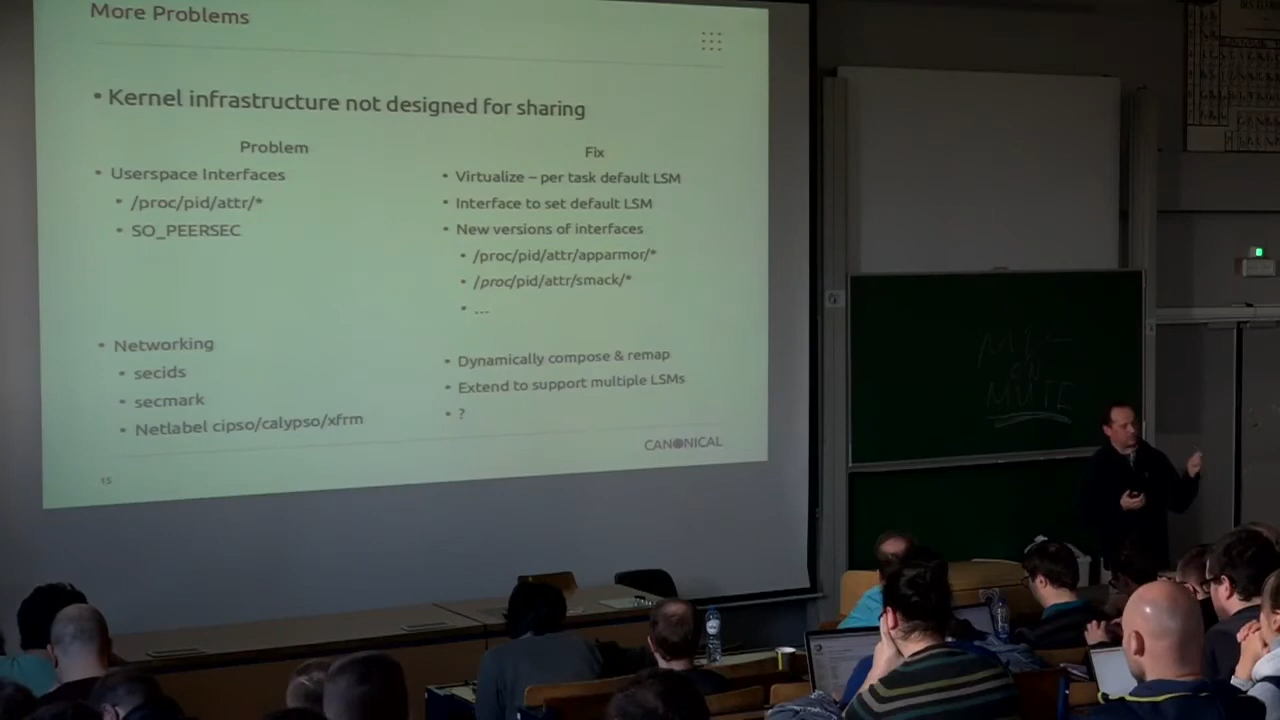 More Problems
• Kernel infrastructure not designed for sharing
Problem
• Userspace Interfaces
• /proc/pid/attr/*
• SO_PEERSEC
• Networking
• secids
• secmark
• Netlabel cipso/calypso/xfrm
Fix
• Virtualize – per task default LSM
• Interface to set default LSM
• New versions of interfaces
• /proc/pid/attr/apparmor/*
• /proc/pid/attr/smack/*
• ...
• Dynamically compose & remap
• Extend to support multiple LSMs
• ?
CANONICAL
15
MUTE